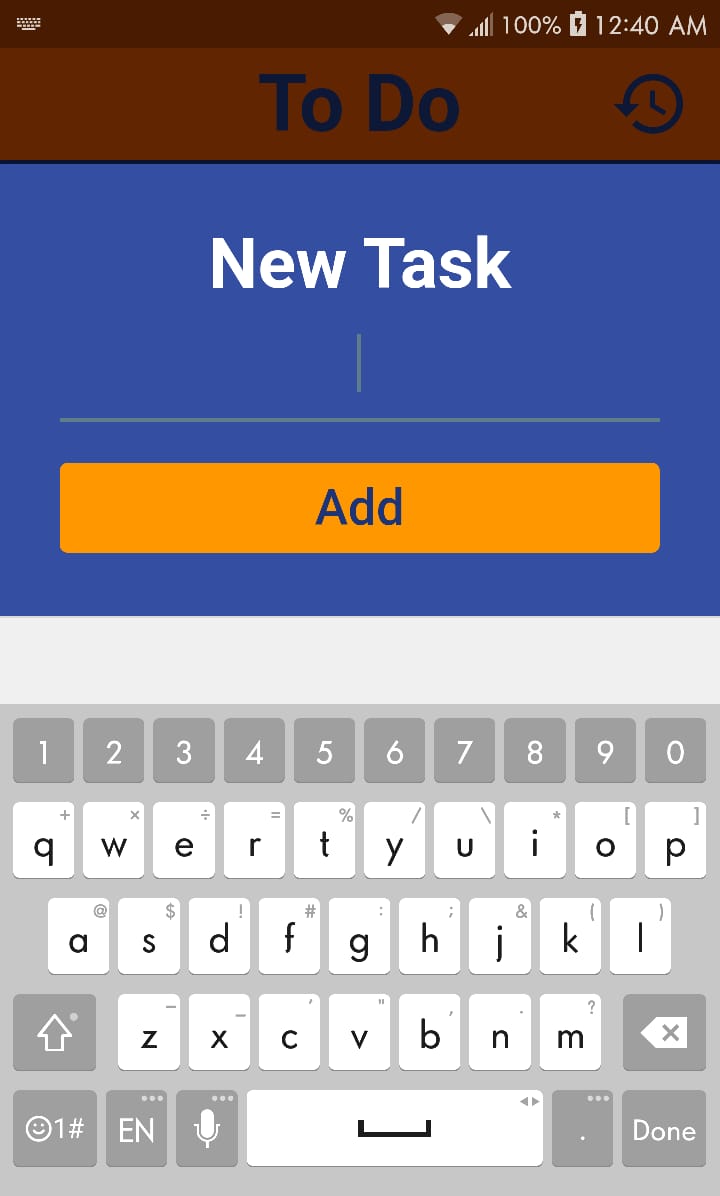 100% 12:40 AM
To Do
New Task
Add
1 2 3 4 5 6 7 8 9 0
+ × ÷ = % / \ * [ ]
q w e r t y u i o p
@ $ ! # : ; & ( )
a s d f g h j k l
– _ ' " , . ?
z x c v b n m
1# EN . Done